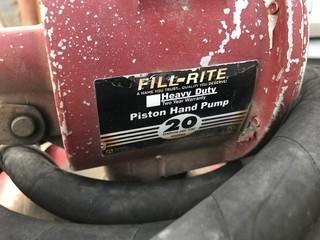 FILL-RITE
A NAME YOU TRUST...QUALITY YOU DESERVE!
Heavy Duty
Two Year Warranty
Piston Hand Pump
20